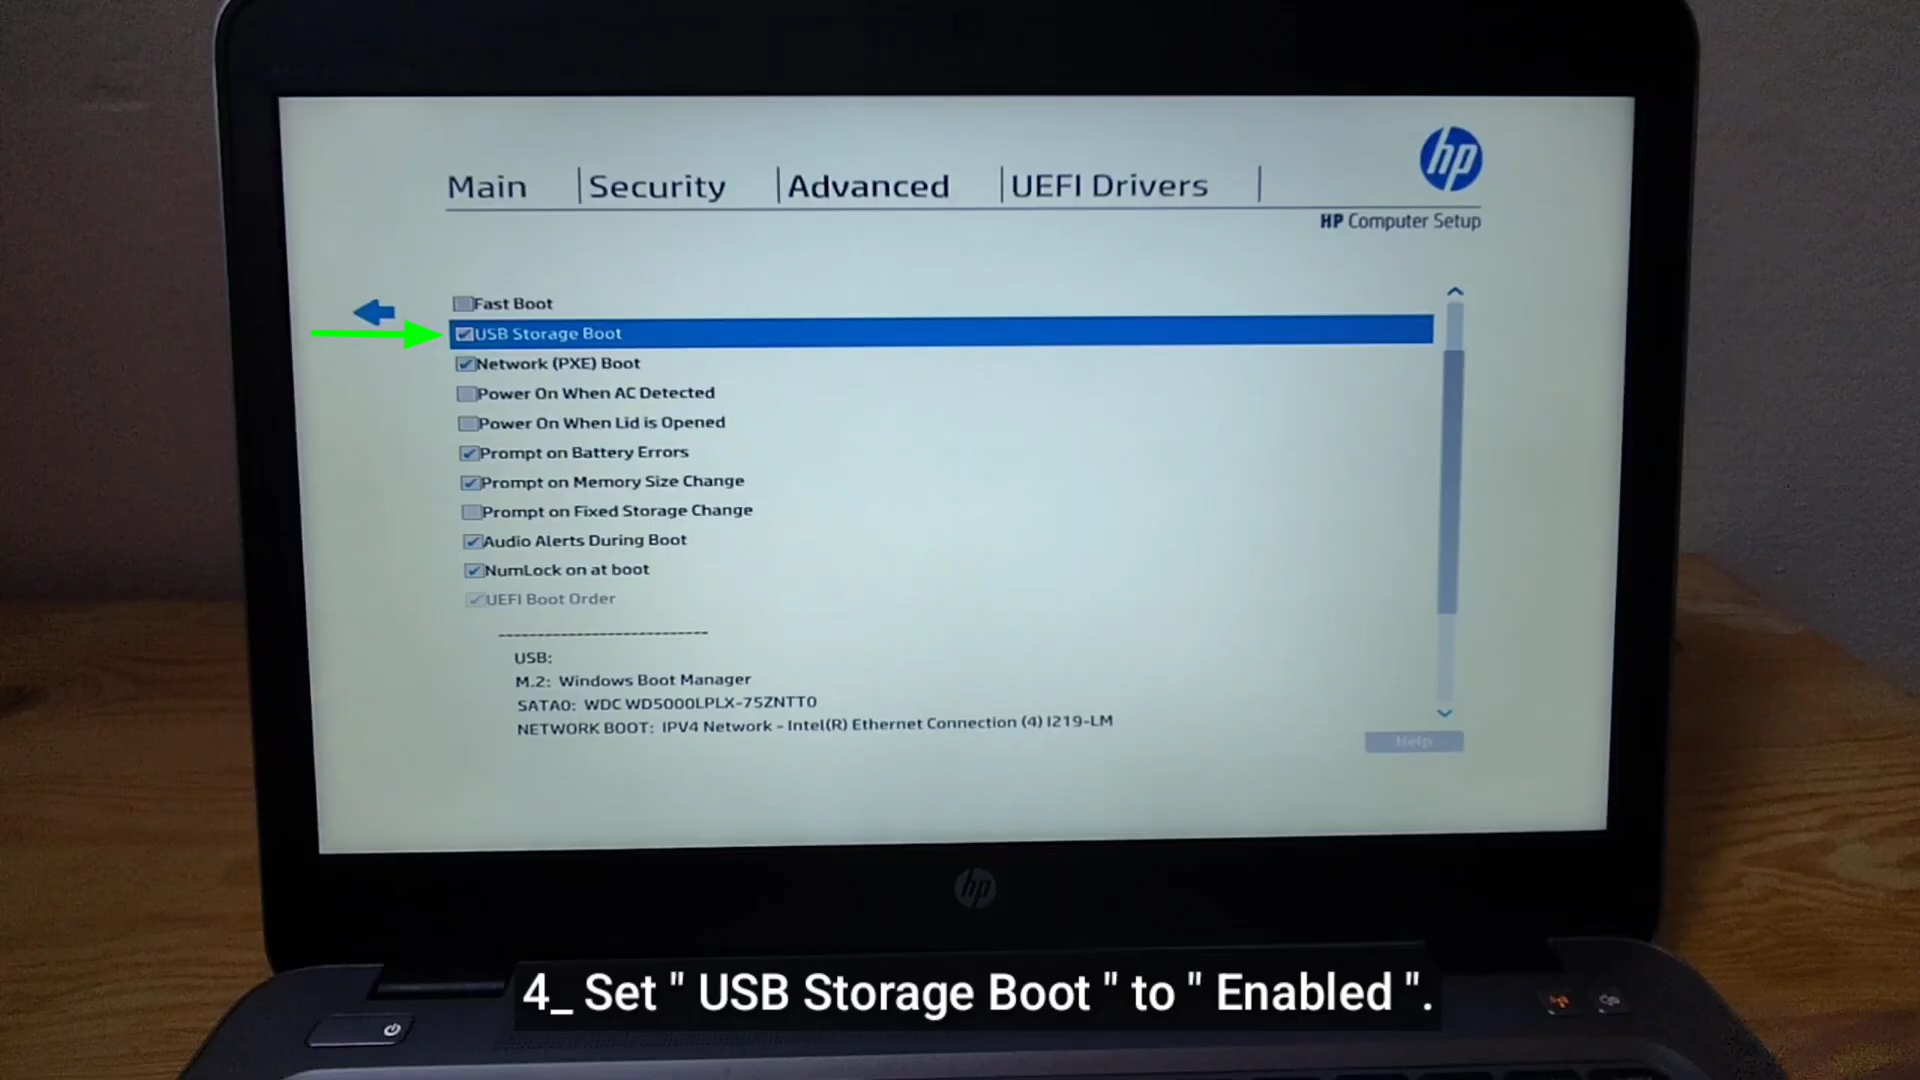 hp
Main Security Advanced UEFI Drivers
HP Computer Setup
Fast Boot
USB Storage Boot
Network (PXE) Boot
Power On When AC Detected
Power On When Lid is Opened
Prompt on Battery Errors
Prompt on Memory Size Change
Prompt on Fixed Storage Change
Audio Alerts During Boot
NumLock on at boot
UEFI Boot Order
---------------------------
USB:
M.2: Windows Boot Manager
SATA0: WDC WD5000LPLX-75ZNTT0
NETWORK BOOT: IPV4 Network - Intel(R) Ethernet Connection (4) I219-LM
Help
hp
4_ Set " USB Storage Boot " to " Enabled ".